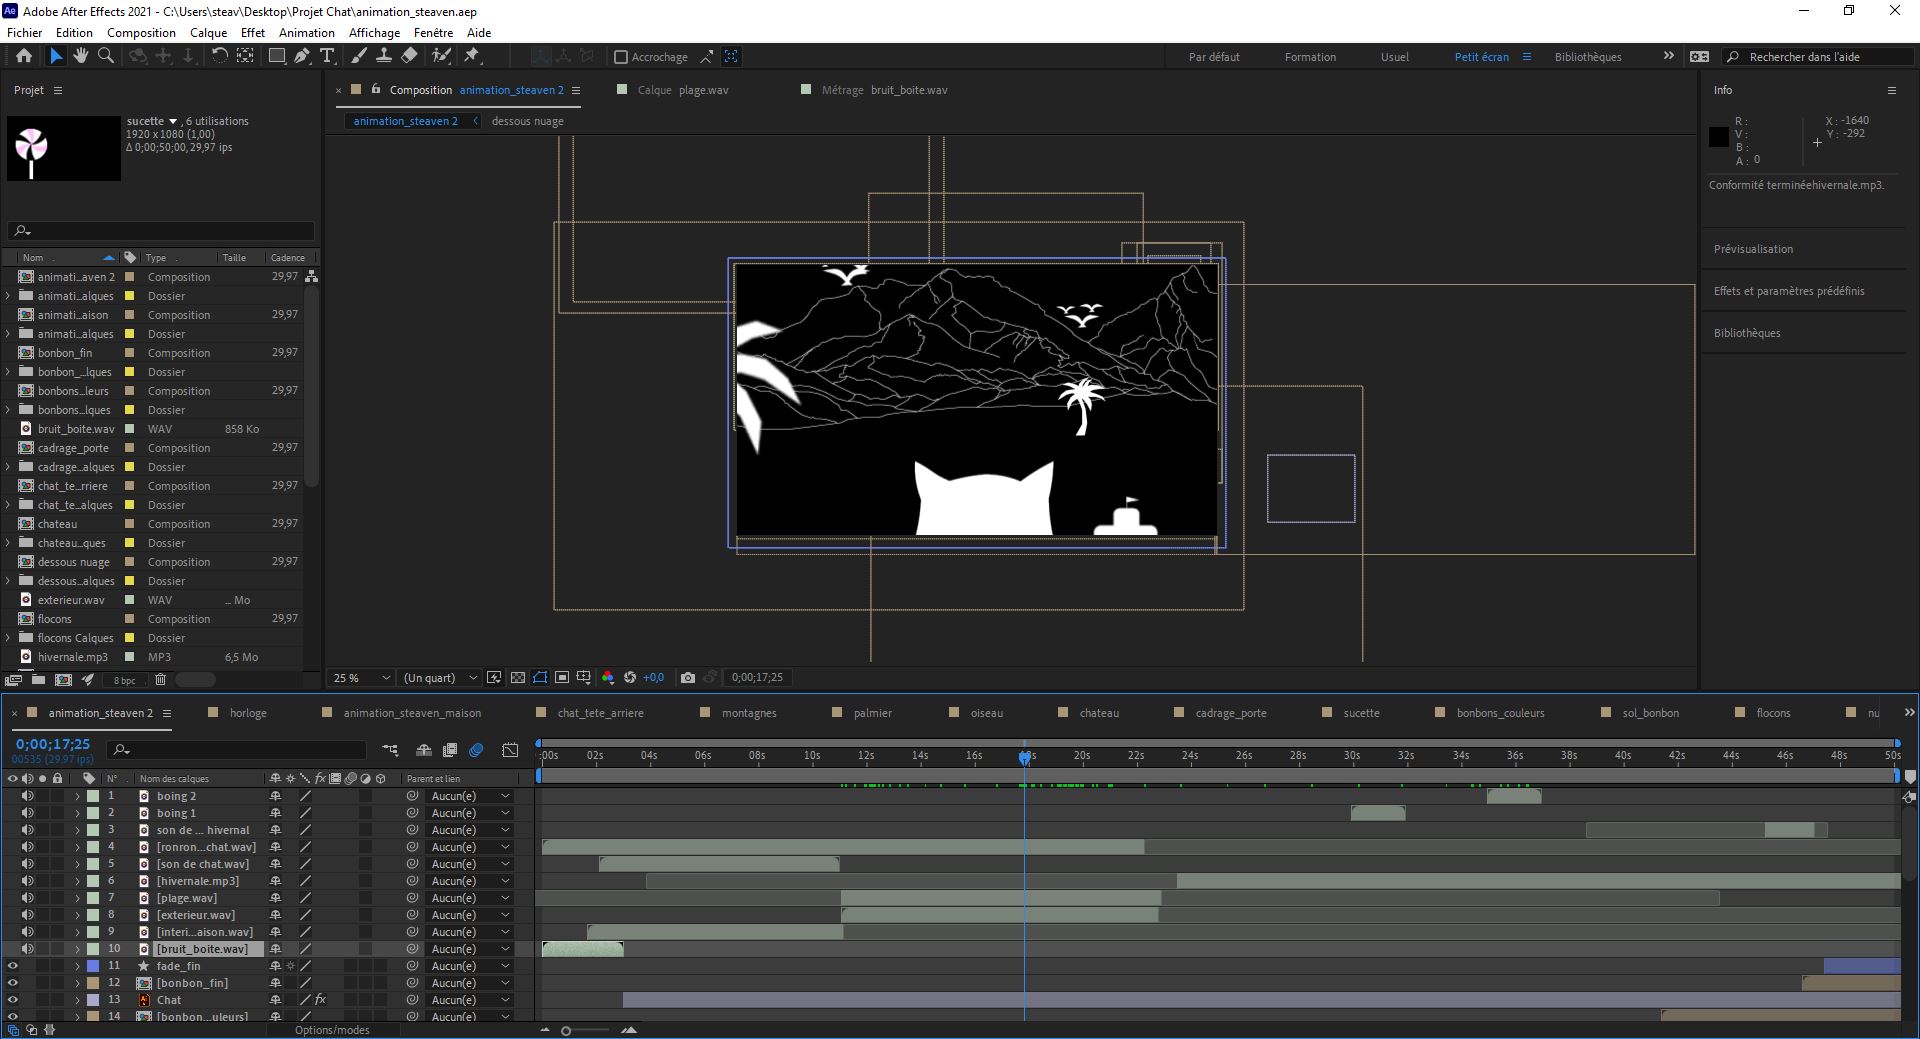 Adobe After Effects 2021 - C:\Users\steav\Desktop\Projet Chat\animation_steaven.aep
Fichier Edition Composition Calque Effet Animation Affichage Fenêtre Aide
Accrochage Par défaut Formation Usuel Petit écran Bibliothèques Rechercher dans l'aide
Projet
sucette , 6 utilisations
1920 x 1080 (1,00)
Δ 0;00;50;00, 29,97 ips
Nom Type Taille Cadence
animati...aven 2 Composition 29,97
animati...alques Dossier
animati...aison Composition 29,97
animati...alques Dossier
bonbon_fin Composition 29,97
bonbon_...lques Dossier
bonbons...leurs Composition 29,97
bonbons...lques Dossier
bruit_boite.wav WAV 858 Ko
cadrage_porte Composition 29,97
cadrage...alques Dossier
chat_te...rriere Composition 29,97
chat_te...alques Dossier
chateau Composition 29,97
chateau...ques Dossier
dessous nuage Composition 29,97
dessous...alques Dossier
exterieur.wav WAV ... Mo
flocons Composition 29,97
flocons Calques Dossier
hivernale.mp3 MP3 6,5 Mo
8 bpc
Composition animation_steaven 2 Calque plage.wav Métrage bruit_boite.wav
animation_steaven 2 dessous nuage
25 % (Un quart) +0,0 0;00;17;25
Info
R :
V :
B :
A : 0
X : -1640
Y : -292
Conformité terminéehivernale.mp3.
Prévisualisation
Effets et paramètres prédéfinis
Bibliothèques
animation_steaven 2 horloge animation_steaven_maison chat_tete_arriere montagnes palmier oiseau chateau cadrage_porte sucette bonbons_couleurs sol_bonbon flocons nu
0;00;17;25
00535 (29.97 ips)
:00s 02s 04s 06s 08s 10s 12s 14s 16s 20s 22s 24s 26s 28s 30s 32s 34s 36s 38s 40s 42s 44s 46s 48s 50s
N° Nom des calques fx Parent et lien
1 boing 2 Aucun(e)
2 boing 1 Aucun(e)
3 son de ... hivernal Aucun(e)
4 [ronron...chat.wav] Aucun(e)
5 [son de chat.wav] Aucun(e)
6 [hivernale.mp3] Aucun(e)
7 [plage.wav] Aucun(e)
8 [exterieur.wav] Aucun(e)
9 [interi...aison.wav] Aucun(e)
10 [bruit_boite.wav] Aucun(e)
11 fade_fin Aucun(e)
12 [bonbon_fin] Aucun(e)
13 Chat fx Aucun(e)
14 [bonbon...uleurs] Aucun(e)
Options/modes